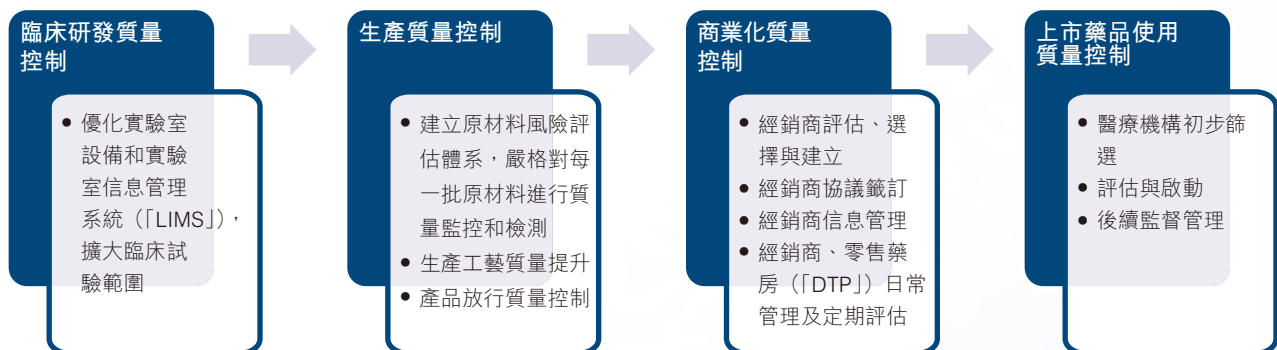 臨床研發質量
控制
• 優化實驗室
設備和實驗
室信息管理
系統（「LIMS」），
擴大臨床試
驗範圍
生產質量控制
• 建立原材料風險評
估體系，嚴格對每
一批原材料進行質
量監控和檢測
• 生產工藝質量提升
• 產品放行質量控制
商業化質量
控制
• 經銷商評估、選
擇與建立
• 經銷商協議籤訂
• 經銷商信息管理
• 經銷商、零售藥
房（「DTP」）日常
管理及定期評估
上市藥品使用
質量控制
• 醫療機構初步篩
選
• 評估與啟動
• 後續監督管理